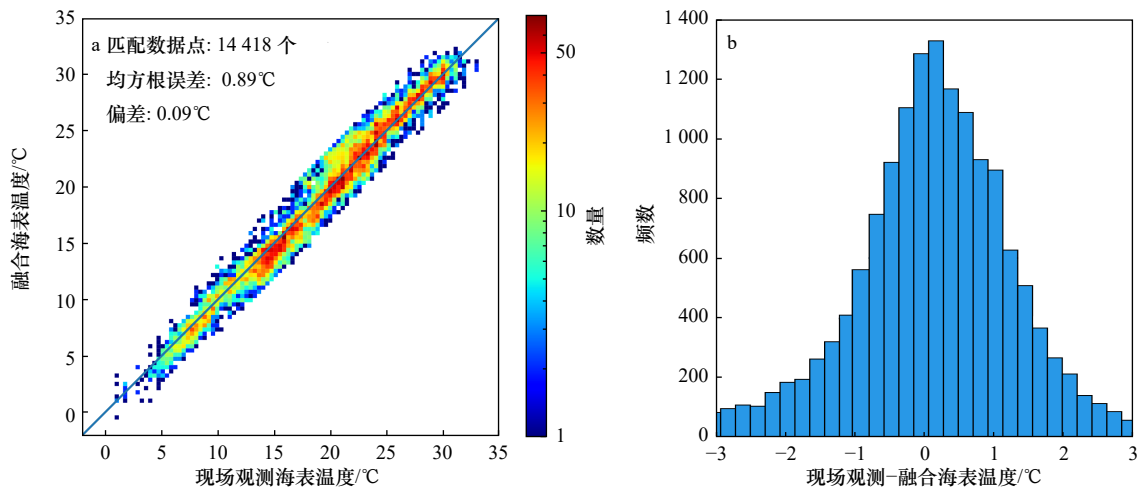 a 匹配数据点: 14 418 个
均方根误差: 0.89℃
偏差: 0.09℃
35
30
25
20
15
10
5
0
融合海表温度/℃
0 5 10 15 20 25 30 35
现场观测海表温度/℃
50
10
1
数量
b
1 400
1 200
1 000
800
600
400
200
0
频数
−3 −2 −1 0 1 2 3
现场观测−融合海表温度/℃